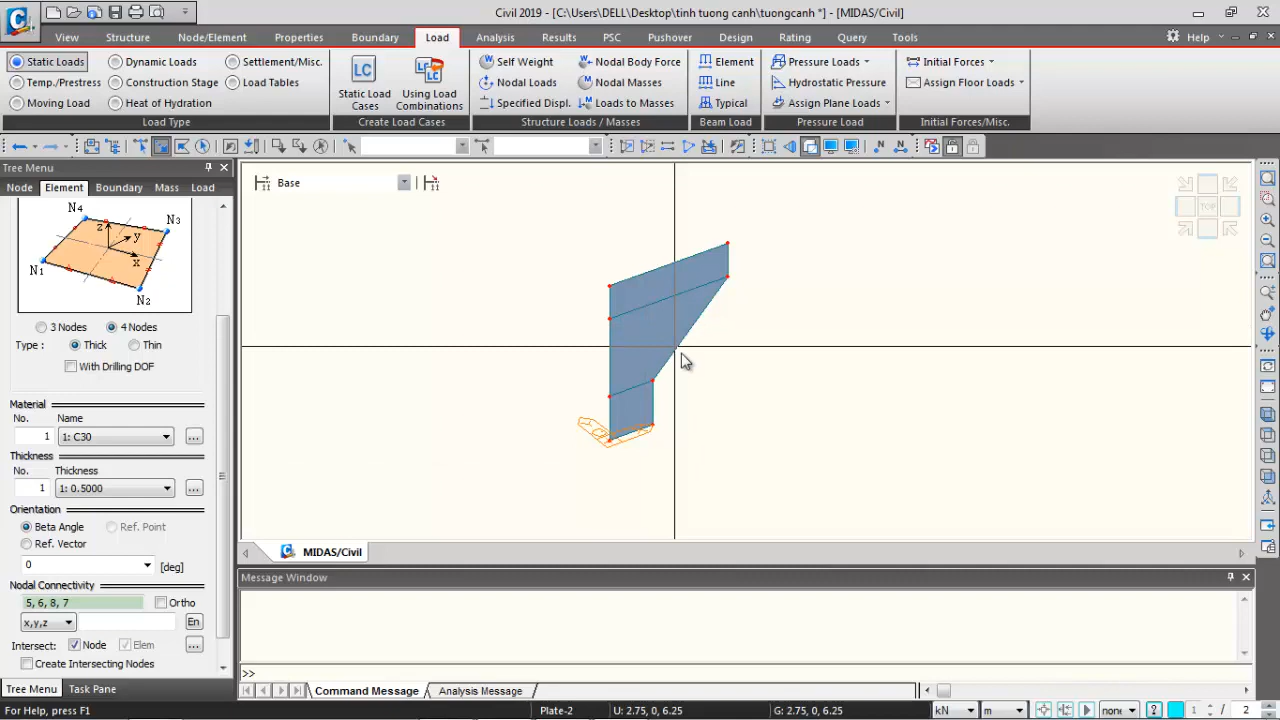 Civil 2019 - [C:\Users\DELL\Desktop\tinh tuong canh\tuongcanh *] - [MIDAS/Civil]
View Structure Node/Element Properties Boundary Load Analysis Results PSC Pushover Design Rating Query Tools Help
Static Loads Dynamic Loads Settlement/Misc.
Temp./Prestress Construction Stage Load Tables
Moving Load Heat of Hydration
Load Type
LC
Static Load Cases
LC
Using Load Combinations
Create Load Cases
Self Weight Nodal Body Force
Nodal Loads Nodal Masses
Specified Displ. Loads to Masses
Structure Loads / Masses
Element
Line
Typical
Beam Load
Pressure Loads
Hydrostatic Pressure
Assign Plane Loads
Pressure Load
Initial Forces
Assign Floor Loads
Initial Forces/Misc.
Tree Menu
Node Element Boundary Mass Load
N4
N3
N1
N2
z
y
x
3 Nodes 4 Nodes
Type : Thick Thin
With Drilling DOF
Material
No. Name
1 1: C30
Thickness
No. Thickness
1 1: 0.5000
Orientation
Beta Angle Ref. Point
Ref. Vector
0 [deg]
Nodal Connectivity
5, 6, 8, 7 Ortho
x,y,z En
Intersect: Node Elem
Create Intersecting Nodes
Tree Menu Task Pane
Base
TOP
MIDAS/Civil
Message Window
>>
Command Message Analysis Message
For Help, press F1 Plate-2 U: 2.75, 0, 6.25 G: 2.75, 0, 6.25 kN m none 1 / 2